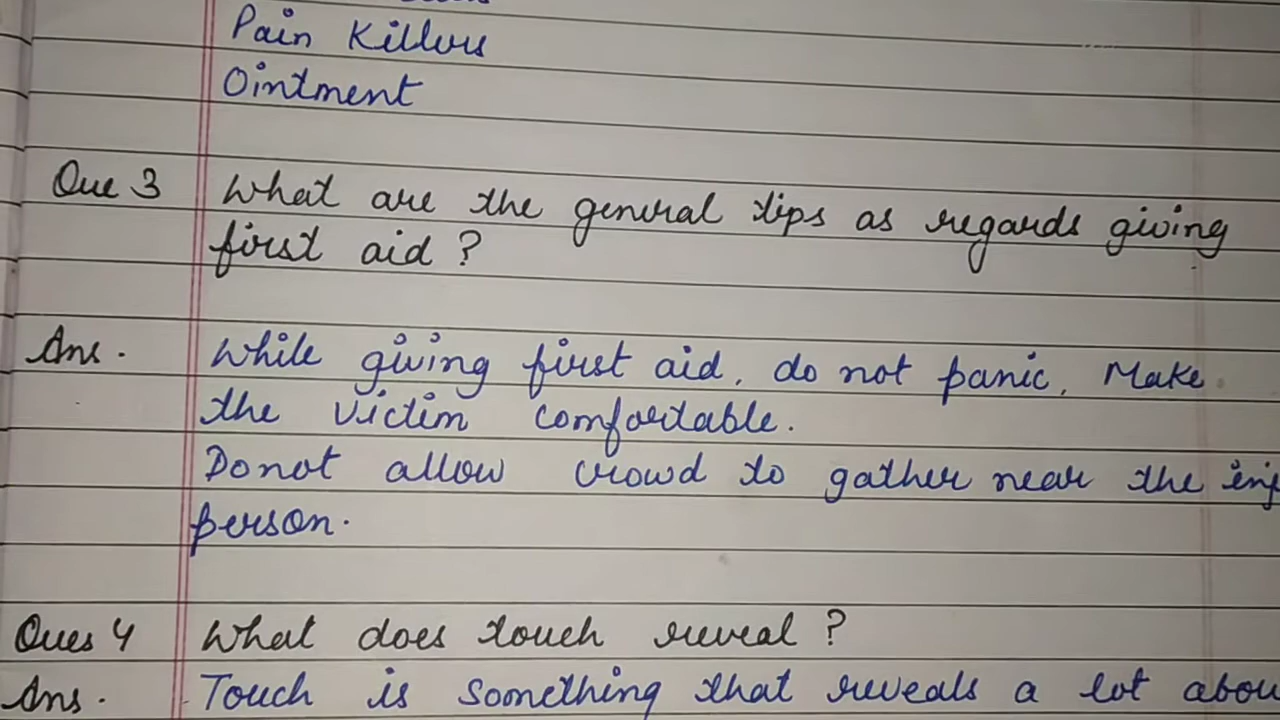 Pain Killers
Ointment
Que 3 What are the general tips as regards giving
first aid ?
Ans. While giving first aid, do not panic, Make
the victim comfortable.
Donot allow crowd to gather near the inj
person.
Ques 4 What does touch reveal ?
Ans. Touch is something that reveals a lot abou